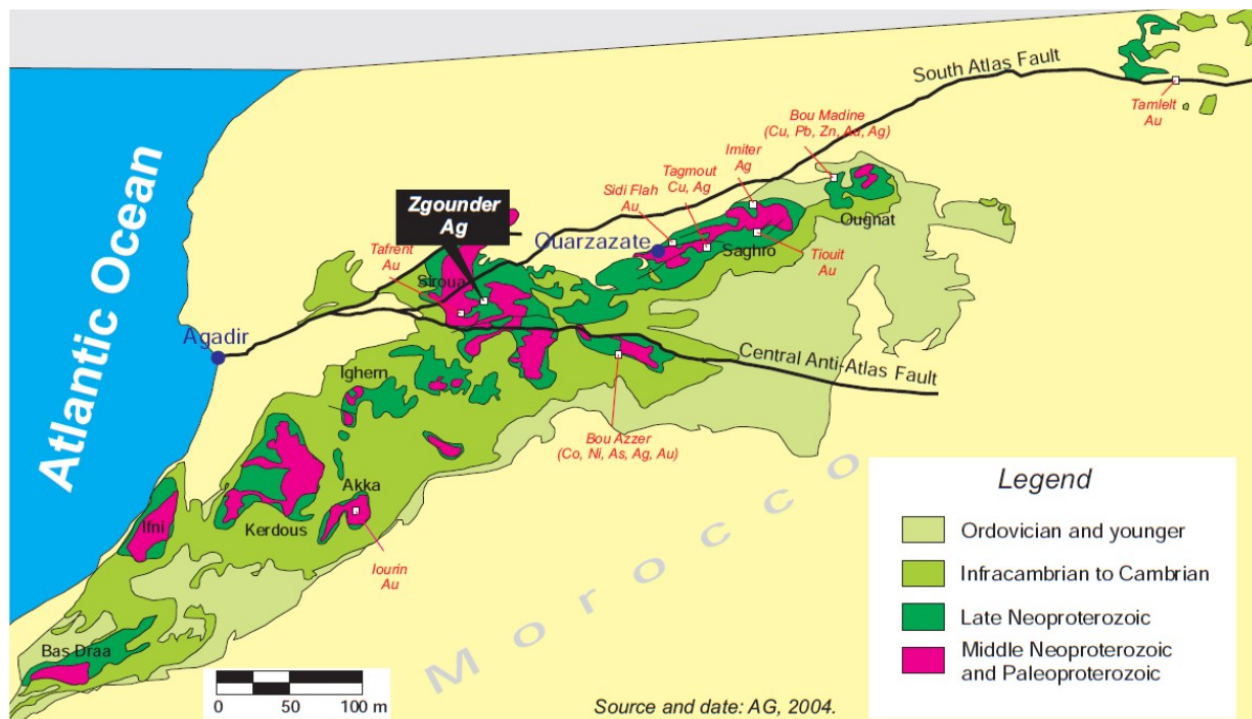 South Atlas Fault
Tamlelt
Au
Bou Madine
(Cu, Pb, Zn, Au, Ag)
Imiter
Ag
Tagmout
Cu, Ag
Sidi Flah
Au
Zgounder
Ag
Ougnat
Ouarzazate
Saghro
Tiouit
Au
Tafrent
Au
Siroua
Atlantic Ocean
Agadir
Central Anti-Atlas Fault
Ighern
Bou Azzer
(Co, Ni, As, Ag, Au)
Morocco
Akka
Kerdous
Ifni
Iourin
Au
Bas Draa
Legend
Ordovician and younger
Infracambrian to Cambrian
Late Neoproterozoic
Middle Neoproterozoic
and Paleoproterozoic
0 50 100 m
Source and date: AG, 2004.